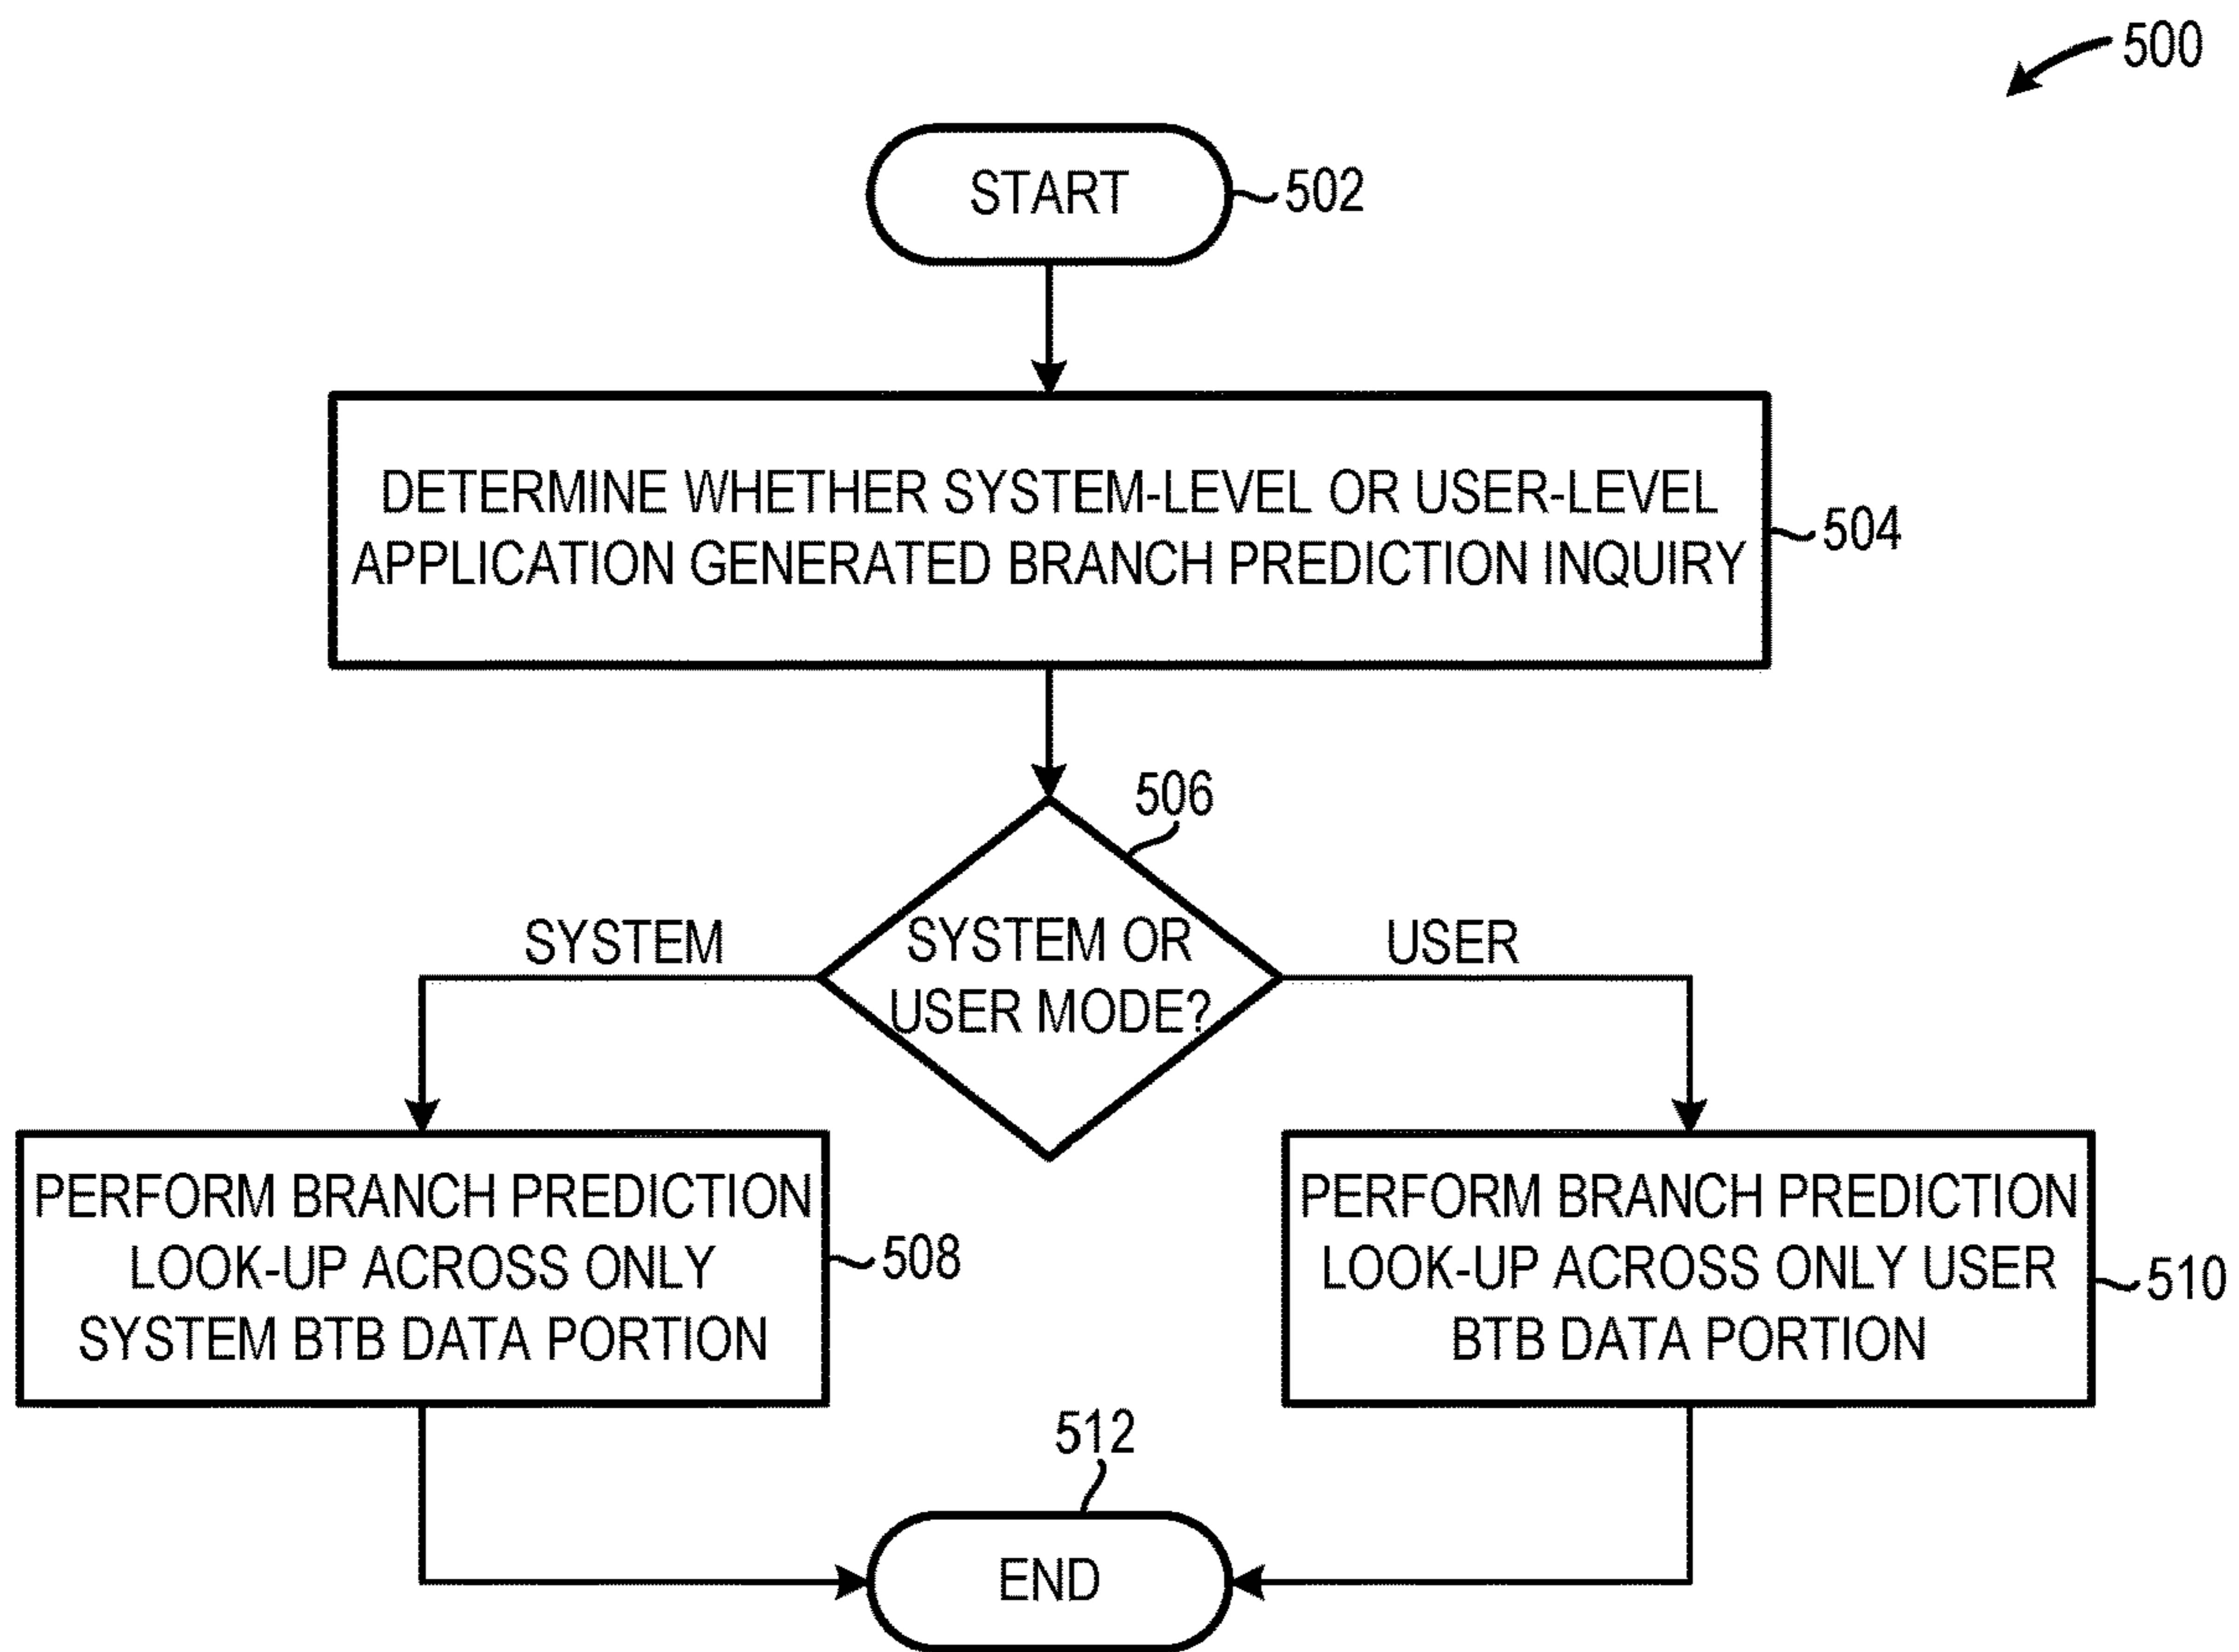 500
START
502
DETERMINE WHETHER SYSTEM-LEVEL OR USER-LEVEL
APPLICATION GENERATED BRANCH PREDICTION INQUIRY
504
506
SYSTEM
SYSTEM OR
USER MODE?
USER
PERFORM BRANCH PREDICTION
LOOK-UP ACROSS ONLY
SYSTEM BTB DATA PORTION
508
PERFORM BRANCH PREDICTION
LOOK-UP ACROSS ONLY USER
BTB DATA PORTION
510
512
END